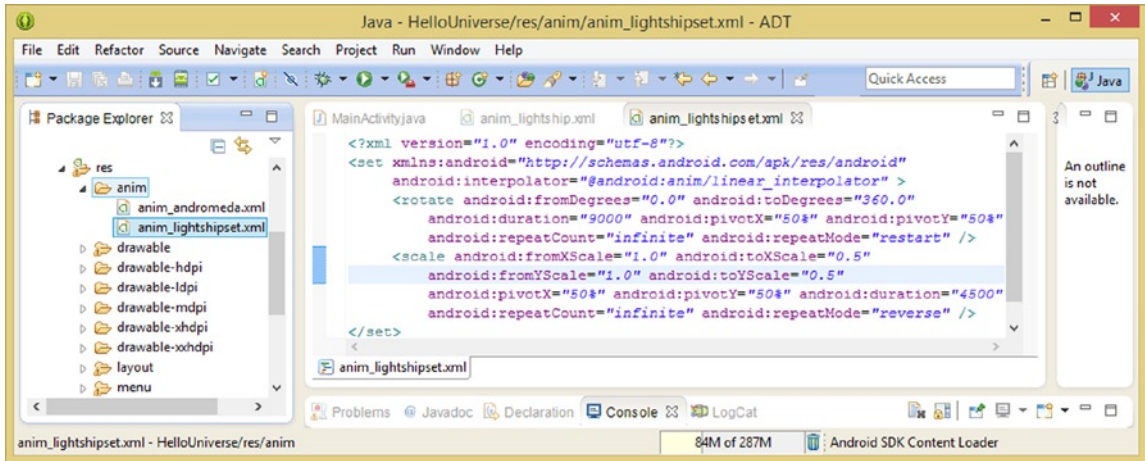 Java - HelloUniverse/res/anim/anim_lightshipset.xml - ADT
File Edit Refactor Source Navigate Search Project Run Window Help
Quick Access
Java
Package Explorer
res
anim
anim_andromeda.xml
anim_lightshipset.xml
drawable
drawable-hdpi
drawable-ldpi
drawable-mdpi
drawable-xhdpi
drawable-xxhdpi
layout
menu
MainActivity.java anim_lightship.xml anim_lightshipset.xml
<?xml version="1.0" encoding="utf-8"?>
<set xmlns:android="http://schemas.android.com/apk/res/android"
android:interpolator="@android:anim/linear_interpolator" >
<rotate android:fromDegrees="0.0" android:toDegrees="360.0"
android:duration="9000" android:pivotX="50%" android:pivotY="50%"
android:repeatCount="infinite" android:repeatMode="restart" />
<scale android:fromXScale="1.0" android:toXScale="0.5"
android:fromYScale="1.0" android:toYScale="0.5"
android:pivotX="50%" android:pivotY="50%" android:duration="4500"
android:repeatCount="infinite" android:repeatMode="reverse" />
</set>
anim_lightshipset.xml
An outline
is not
available.
Problems @ Javadoc Declaration Console LogCat
anim_lightshipset.xml - HelloUniverse/res/anim
84M of 287M
Android SDK Content Loader